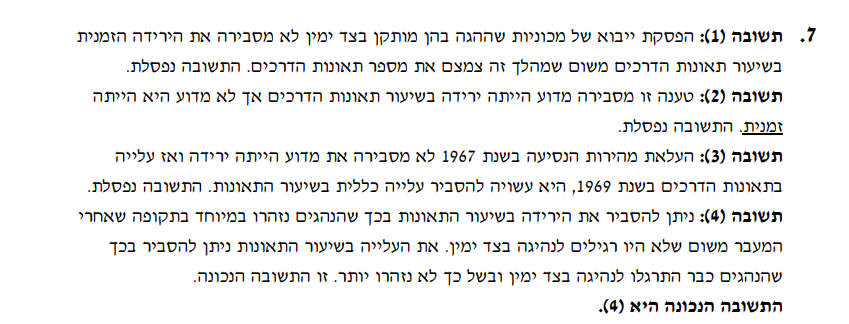 7. תשובה (1): הפסקת ייבוא של מכוניות שההגה בהן מותקן בצד ימין לא מסבירה את הירידה הזמנית
בשיעור תאונות הדרכים משום שמהלך זה צמצם את מספר תאונות הדרכים. התשובה נפסלת.
תשובה (2): טענה זו מסבירה מדוע הייתה ירידה בשיעור תאונות הדרכים אך לא מדוע היא הייתה
זמנית. התשובה נפסלת.
תשובה (3): העלאת מהירות הנסיעה בשנת 1967 לא מסבירה את מדוע הייתה ירידה ואז עלייה
בתאונות הדרכים בשנת 1969, היא עשויה להסביר עלייה כללית בשיעור התאונות. התשובה נפסלת.
תשובה (4): ניתן להסביר את הירידה בשיעור התאונות בכך שהנהגים נזהרו במיוחד בתקופה שאחרי
המעבר משום שלא היו רגילים לנהיגה בצד ימין. את העלייה בשיעור התאונות ניתן להסביר בכך
שהנהגים כבר התרגלו לנהיגה בצד ימין ובשל כך לא נזהרו יותר. זו התשובה הנכונה.
התשובה הנכונה היא (4).